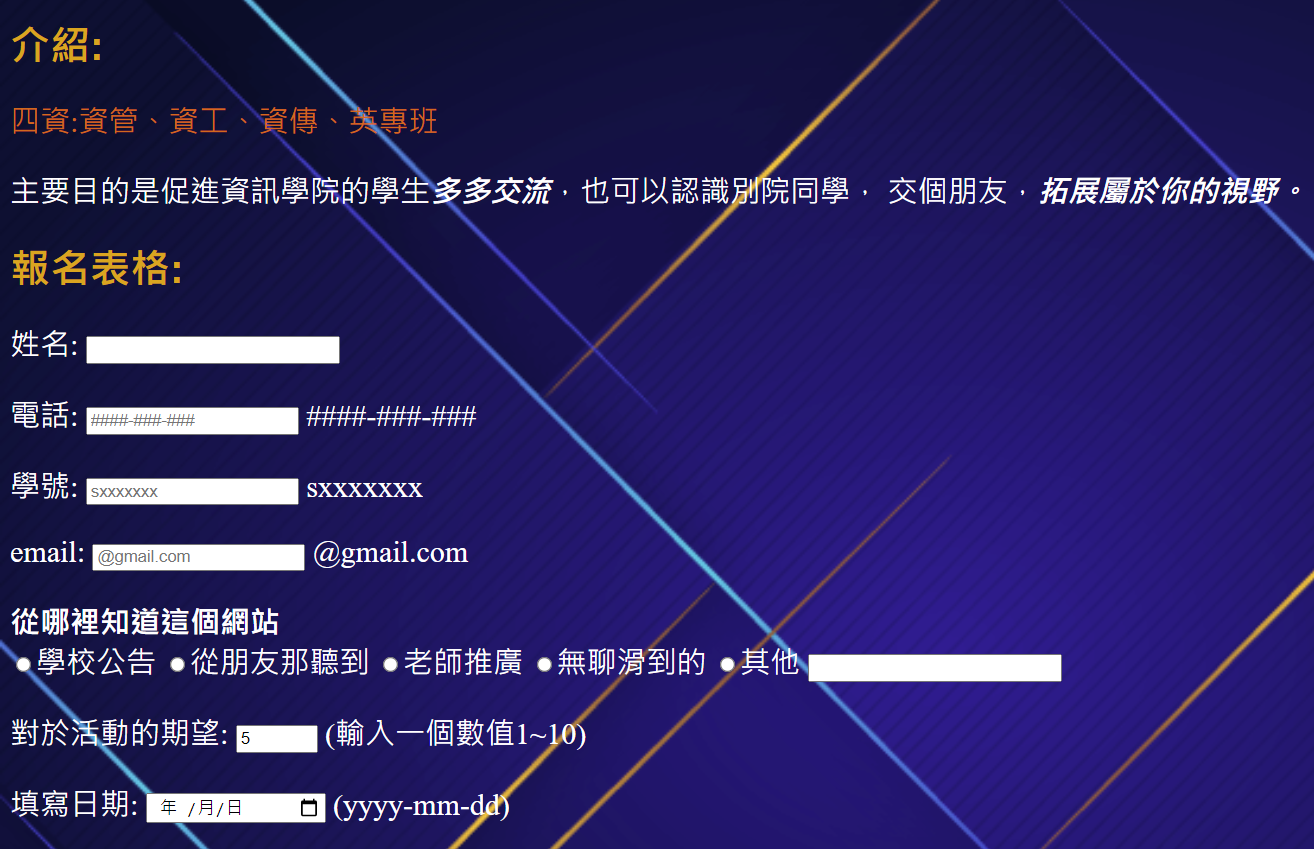 介紹:
四資:資管、資工、資傳、英專班
主要目的是促進資訊學院的學生多多交流，也可以認識別院同學， 交個朋友，拓展屬於你的視野。
報名表格:
姓名:
電話: ####-###-### ####-###-###
學號: sxxxxxxx sxxxxxxx
email: @gmail.com @gmail.com
從哪裡知道這個網站
學校公告 從朋友那聽到 老師推廣 無聊滑到的 其他
對於活動的期望: 5 (輸入一個數值1~10)
填寫日期: 年 /月/日 (yyyy-mm-dd)